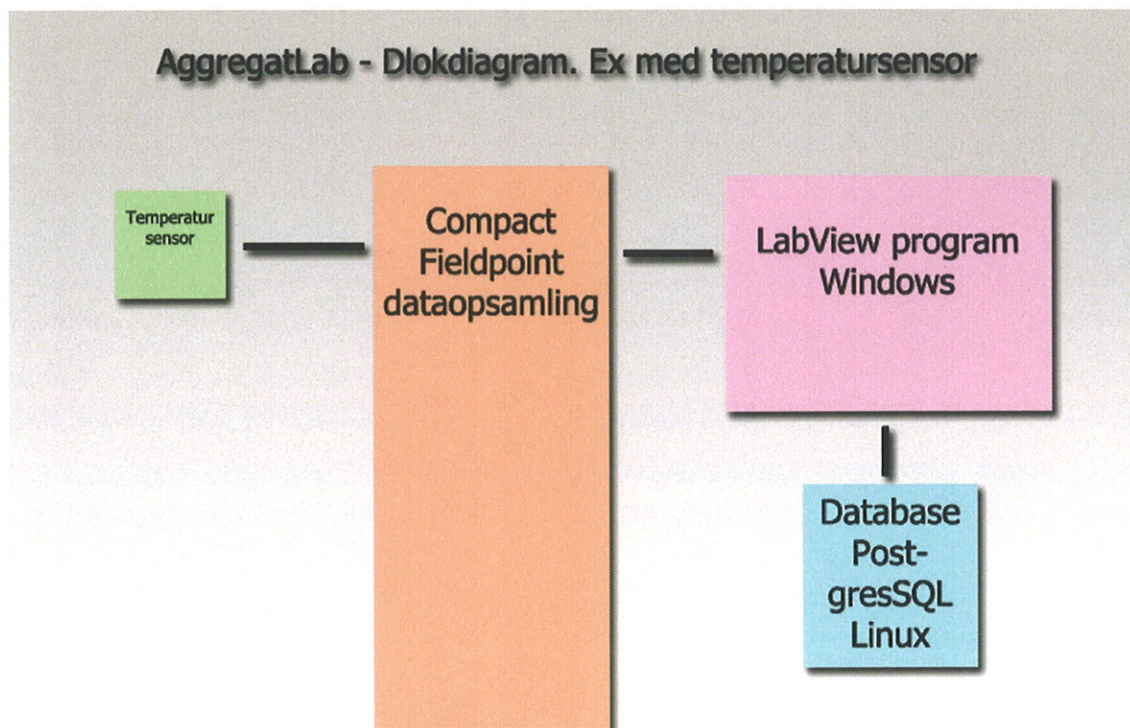 AggregatLab - Dlokdiagram. Ex med temperatursensor
Temperatur
sensor
Compact
Fieldpoint
dataopsamling
LabView program
Windows
Database
Post-
gresSQL
Linux